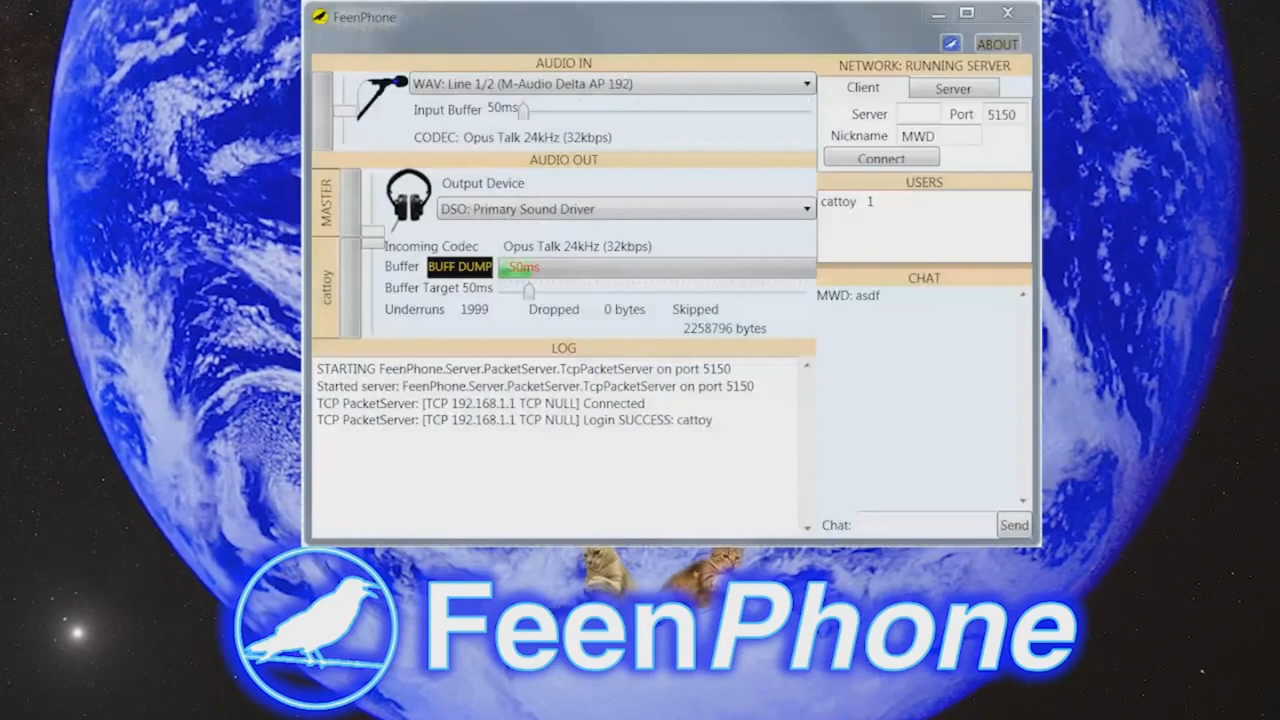 FeenPhone
ABOUT
AUDIO IN
WAV: Line 1/2 (M-Audio Delta AP 192)
Input Buffer 50ms
CODEC: Opus Talk 24kHz (32kbps)
AUDIO OUT
MASTER
Output Device
DSO: Primary Sound Driver
cattoy
Incoming Codec Opus Talk 24kHz (32kbps)
Buffer BUFF DUMP 50ms
Buffer Target 50ms
Underruns 1999 Dropped 0 bytes Skipped
2258796 bytes
LOG
STARTING FeenPhone.Server.PacketServer.TcpPacketServer on port 5150
Started server: FeenPhone.Server.PacketServer.TcpPacketServer on port 5150
TCP PacketServer: [TCP 192.168.1.1 TCP NULL] Connected
TCP PacketServer: [TCP 192.168.1.1 TCP NULL] Login SUCCESS: cattoy
NETWORK: RUNNING SERVER
Client Server
Server Port 5150
Nickname MWD
Connect
USERS
cattoy 1
CHAT
MWD: asdf
Chat: Send
FeenPhone